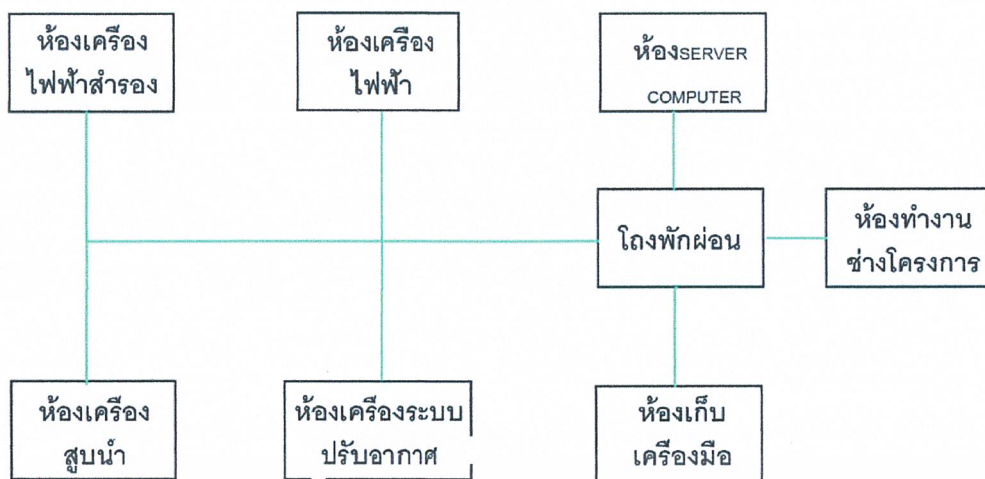 ห้องเครื่อง
ไฟฟ้าสำรอง
ห้องเครื่อง
ไฟฟ้า
ห้องSERVER
COMPUTER
โถงพักผ่อน
ห้องทำงาน
ช่างโครงการ
ห้องเครื่อง
สูบน้ำ
ห้องเครื่องระบบ
ปรับอากาศ
ห้องเก็บ
เครื่องมือ